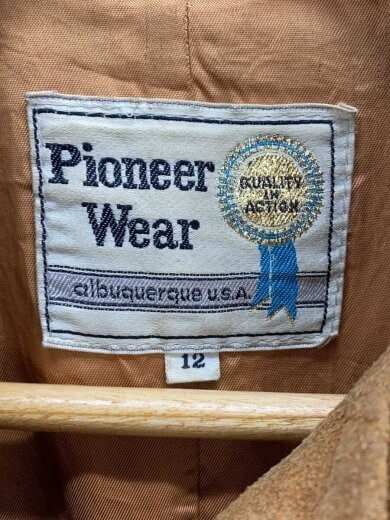 Pioneer
Wear
QUALITY
IN
ACTION
albuquerque U.S.A.
12